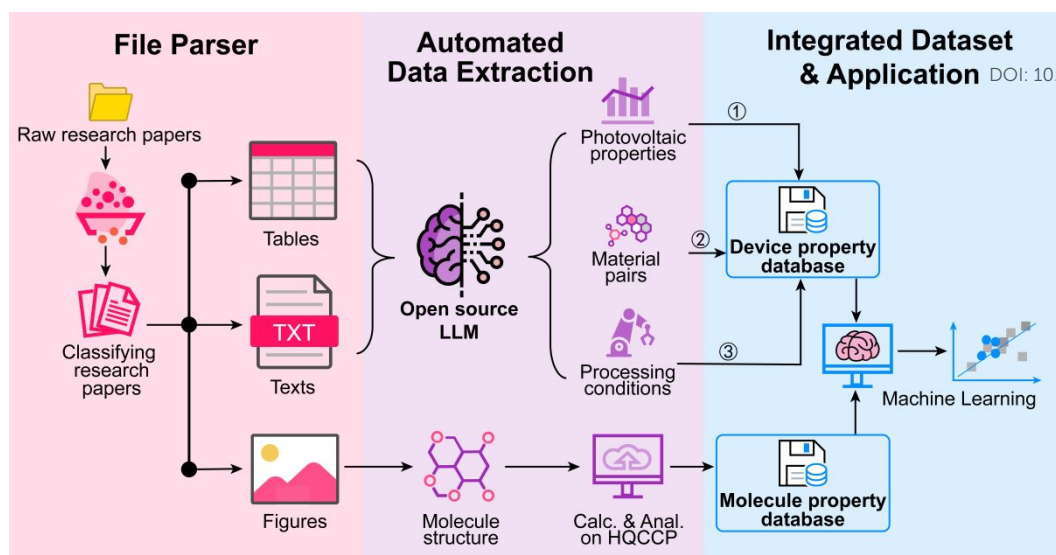 File Parser
Automated
Data Extraction
Integrated Dataset
& Application
DOI: 10.
Raw research papers
Classifying
research
papers
Tables
TXT
Texts
Figures
Open source
LLM
Photovoltaic
properties
Material
pairs
Processing
conditions
①
②
③
Device property
database
Machine Learning
Molecule
structure
Calc. & Anal.
on HQCCP
Molecule property
database